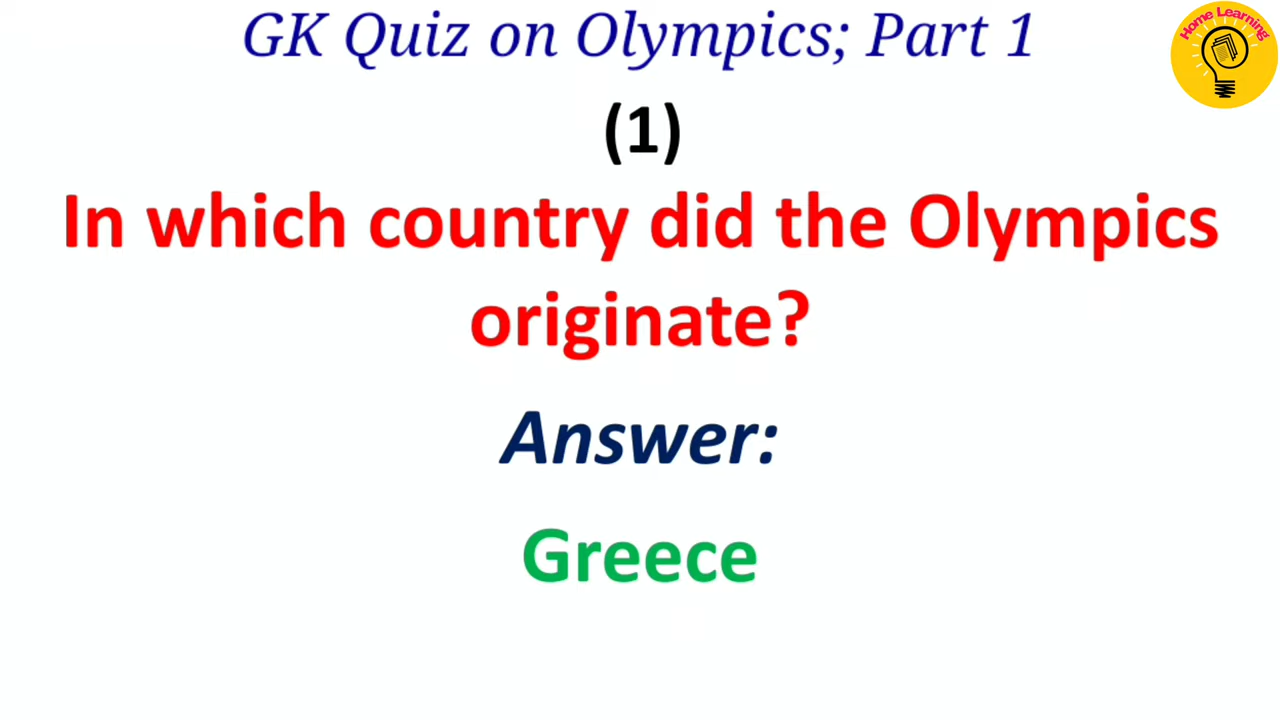 GK Quiz on Olympics; Part 1
Home Learning
(1)
In which country did the Olympics
originate?
Answer:
Greece